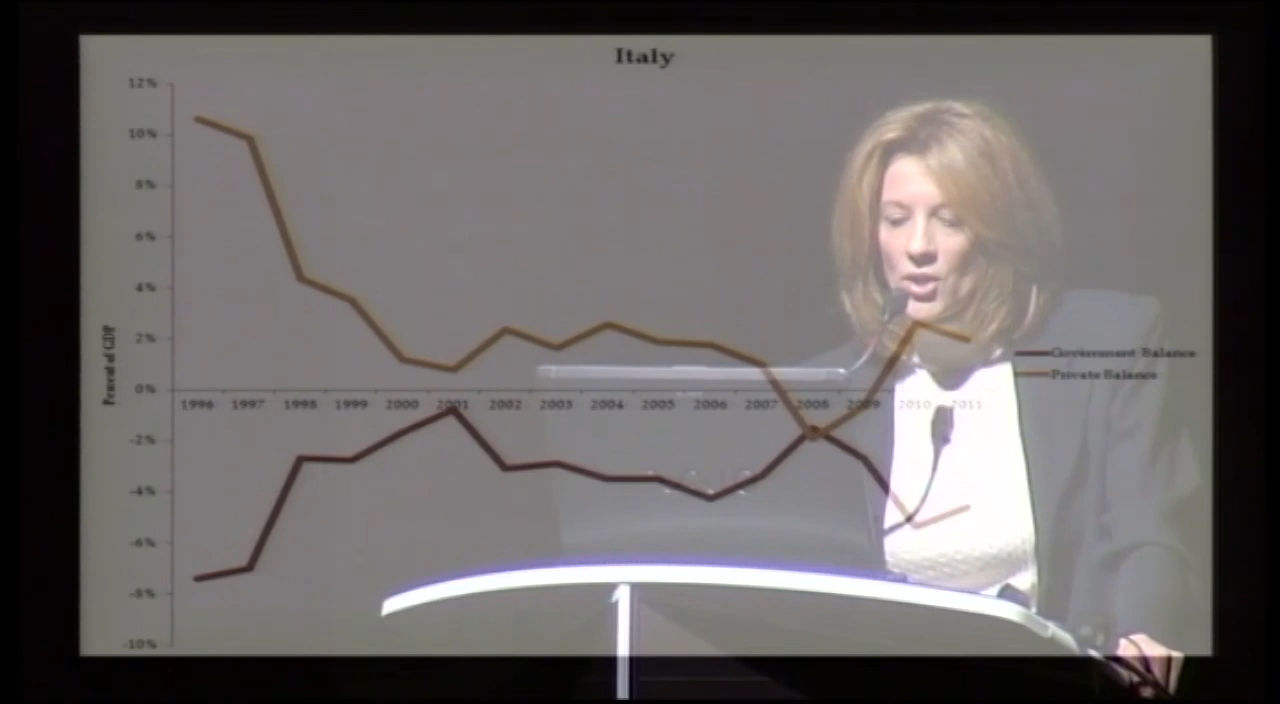 Italy
12%
10%
8%
6%
4%
2%
0%
-2%
-4%
-6%
-8%
-10%
Percent of GDP
1996 1997 1998 1999 2000 2001 2002 2003 2004 2005 2006 2007 2008 2009 2010 2011
Government Balance
Private Balance